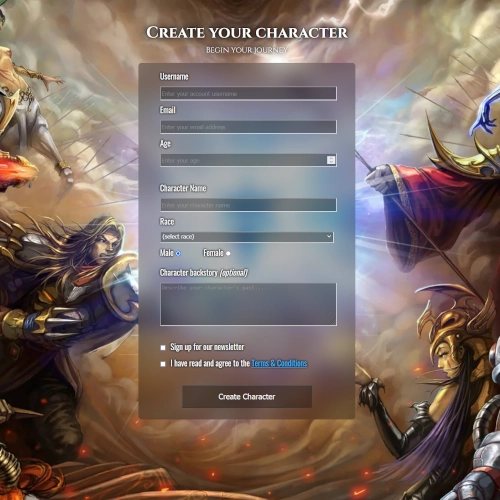 Create your character
Begin your journey
Username
Enter your account username
Email
Enter your email address
Age
Enter your age
Character Name
Enter your character name
Race
(select race)
Male
Female
Character backstory (optional)
Describe your character's past...
Sign up for our newsletter
I have read and agree to the Terms & Conditions
Create Character